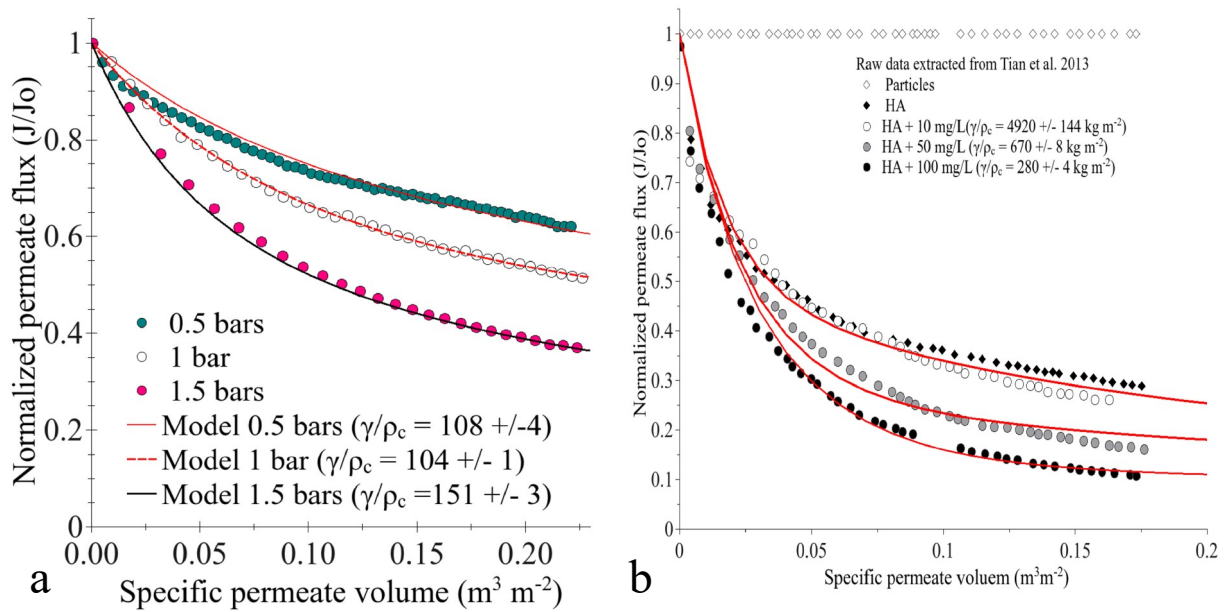 Normalized permeate flux (J/Jo)
1
0.8
0.6
0.4
0.2
0
0.00
0.05
0.10
0.15
0.20
Specific permeate volume (m³ m⁻²)
0.5 bars
1 bar
1.5 bars
Model 0.5 bars (γ/ρc = 108 +/-4)
Model 1 bar (γ/ρc = 104 +/- 1)
Model 1.5 bars (γ/ρc =151 +/- 3)
a
Normalized permeate flux (J/Jo)
1
0.9
0.8
0.7
0.6
0.5
0.4
0.3
0.2
0.1
0
0
0.05
0.1
0.15
0.2
Specific permeate voluem (m³m⁻²)
Raw data extracted from Tian et al. 2013
Particles
HA
HA + 10 mg/L(γ/ρc = 4920 +/- 144 kg m⁻²)
HA + 50 mg/L (γ/ρc = 670 +/- 8 kg m⁻²)
HA + 100 mg/L (γ/ρc = 280 +/- 4 kg m⁻²)
b